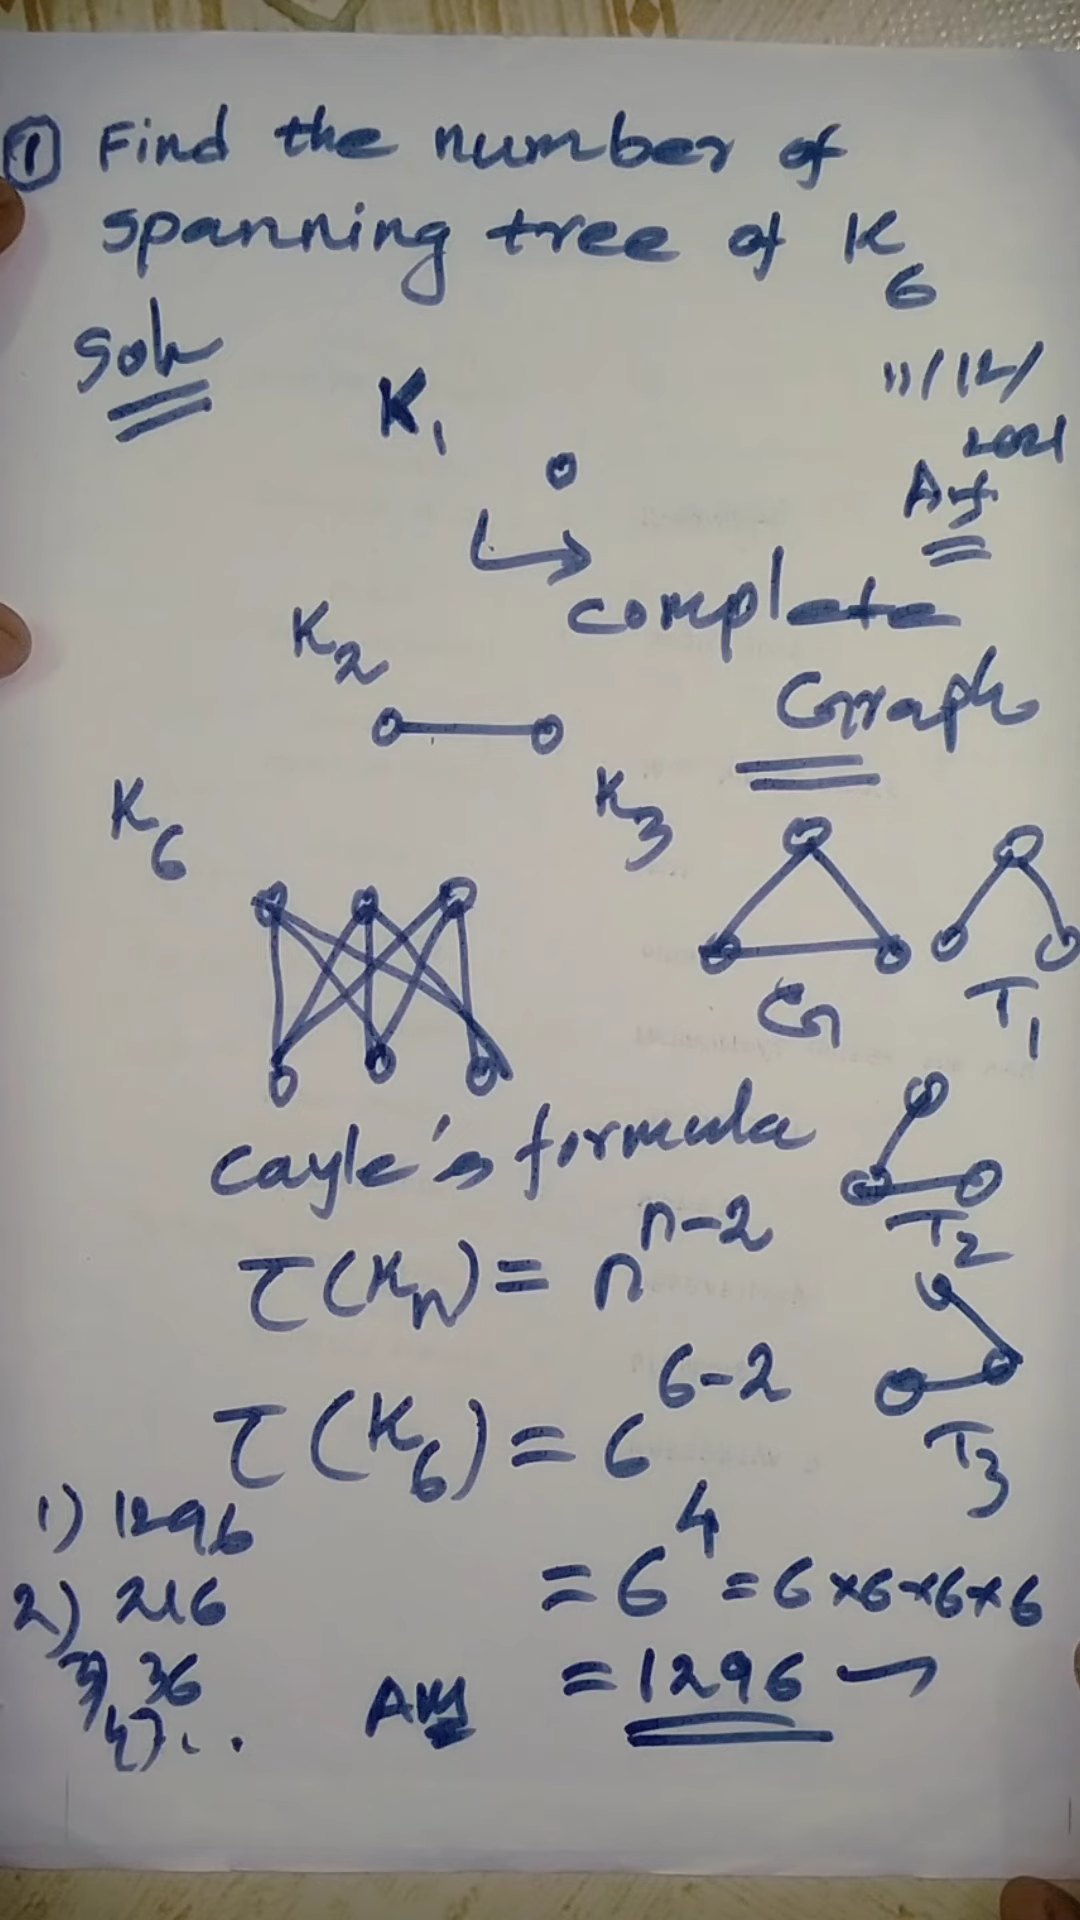 ① Find the number of
spanning tree of K₆
Soln
11/12/
2021
K₁
complete
Graph
K₂
K₆
K₃
G
T₁
cayle's formula
T₂
τ(Kₙ) = n^(n-2)
τ(K₆) = 6^(6-2)
T₃
1) 1296
= 6^4 = 6×6×6×6
2) 216
3) 36
4) ...
Ans = 1296